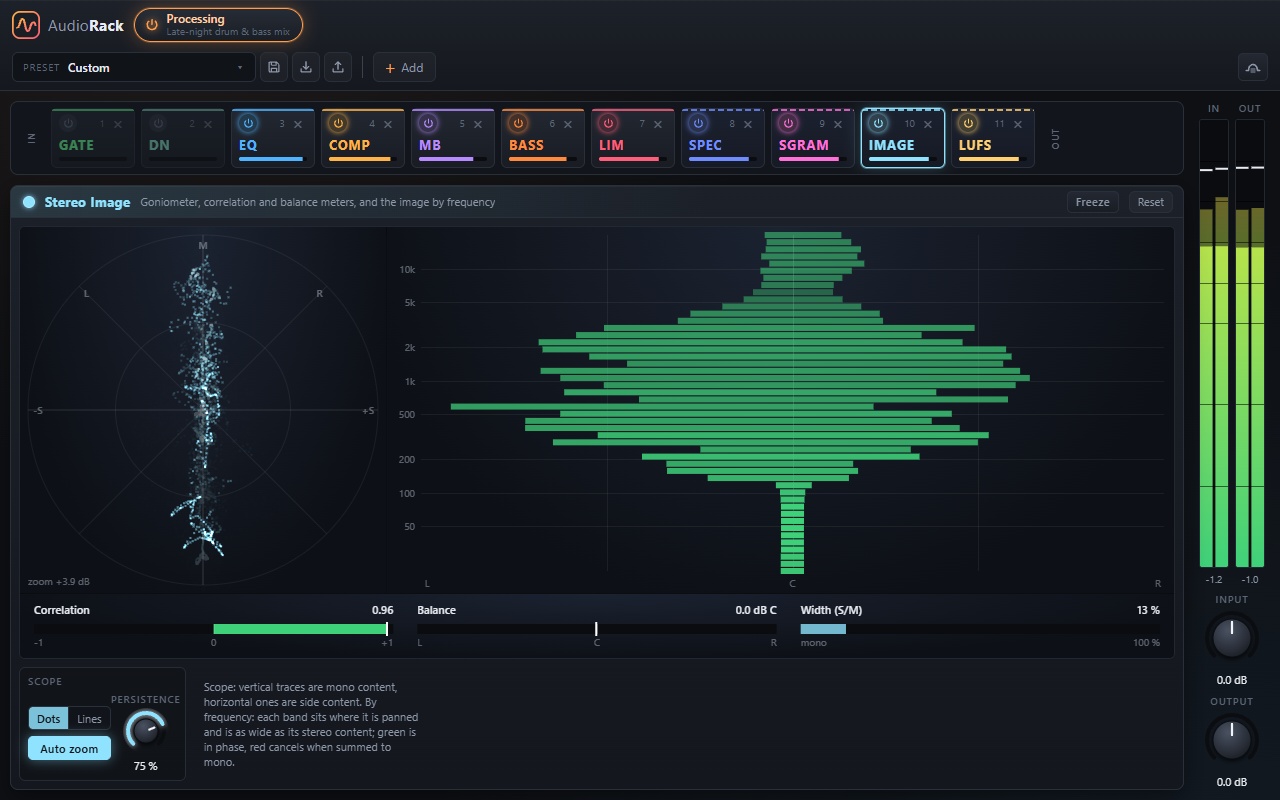 AudioRack
Processing
Late-night drum & bass mix
PRESET Custom
+ Add
IN
1
GATE
2
DN
3
EQ
4
COMP
5
MB
6
BASS
7
LIM
8
SPEC
9
SGRAM
10
IMAGE
11
LUFS
OUT
IN OUT
Stereo Image Goniometer, correlation and balance meters, and the image by frequency
Freeze Reset
M
L R
-S +S
zoom +3.9 dB
10k
5k
2k
1k
500
200
100
50
L C R
Correlation 0.96
-1 0 +1
Balance 0.0 dB C
L C R
Width (S/M) 13 %
mono 100 %
-1.2 -1.0
INPUT
0.0 dB
OUTPUT
0.0 dB
SCOPE
Dots Lines
Auto zoom
PERSISTENCE
75 %
Scope: vertical traces are mono content,
horizontal ones are side content. By
frequency: each band sits where it is panned
and is as wide as its stereo content; green is
in phase, red cancels when summed to
mono.